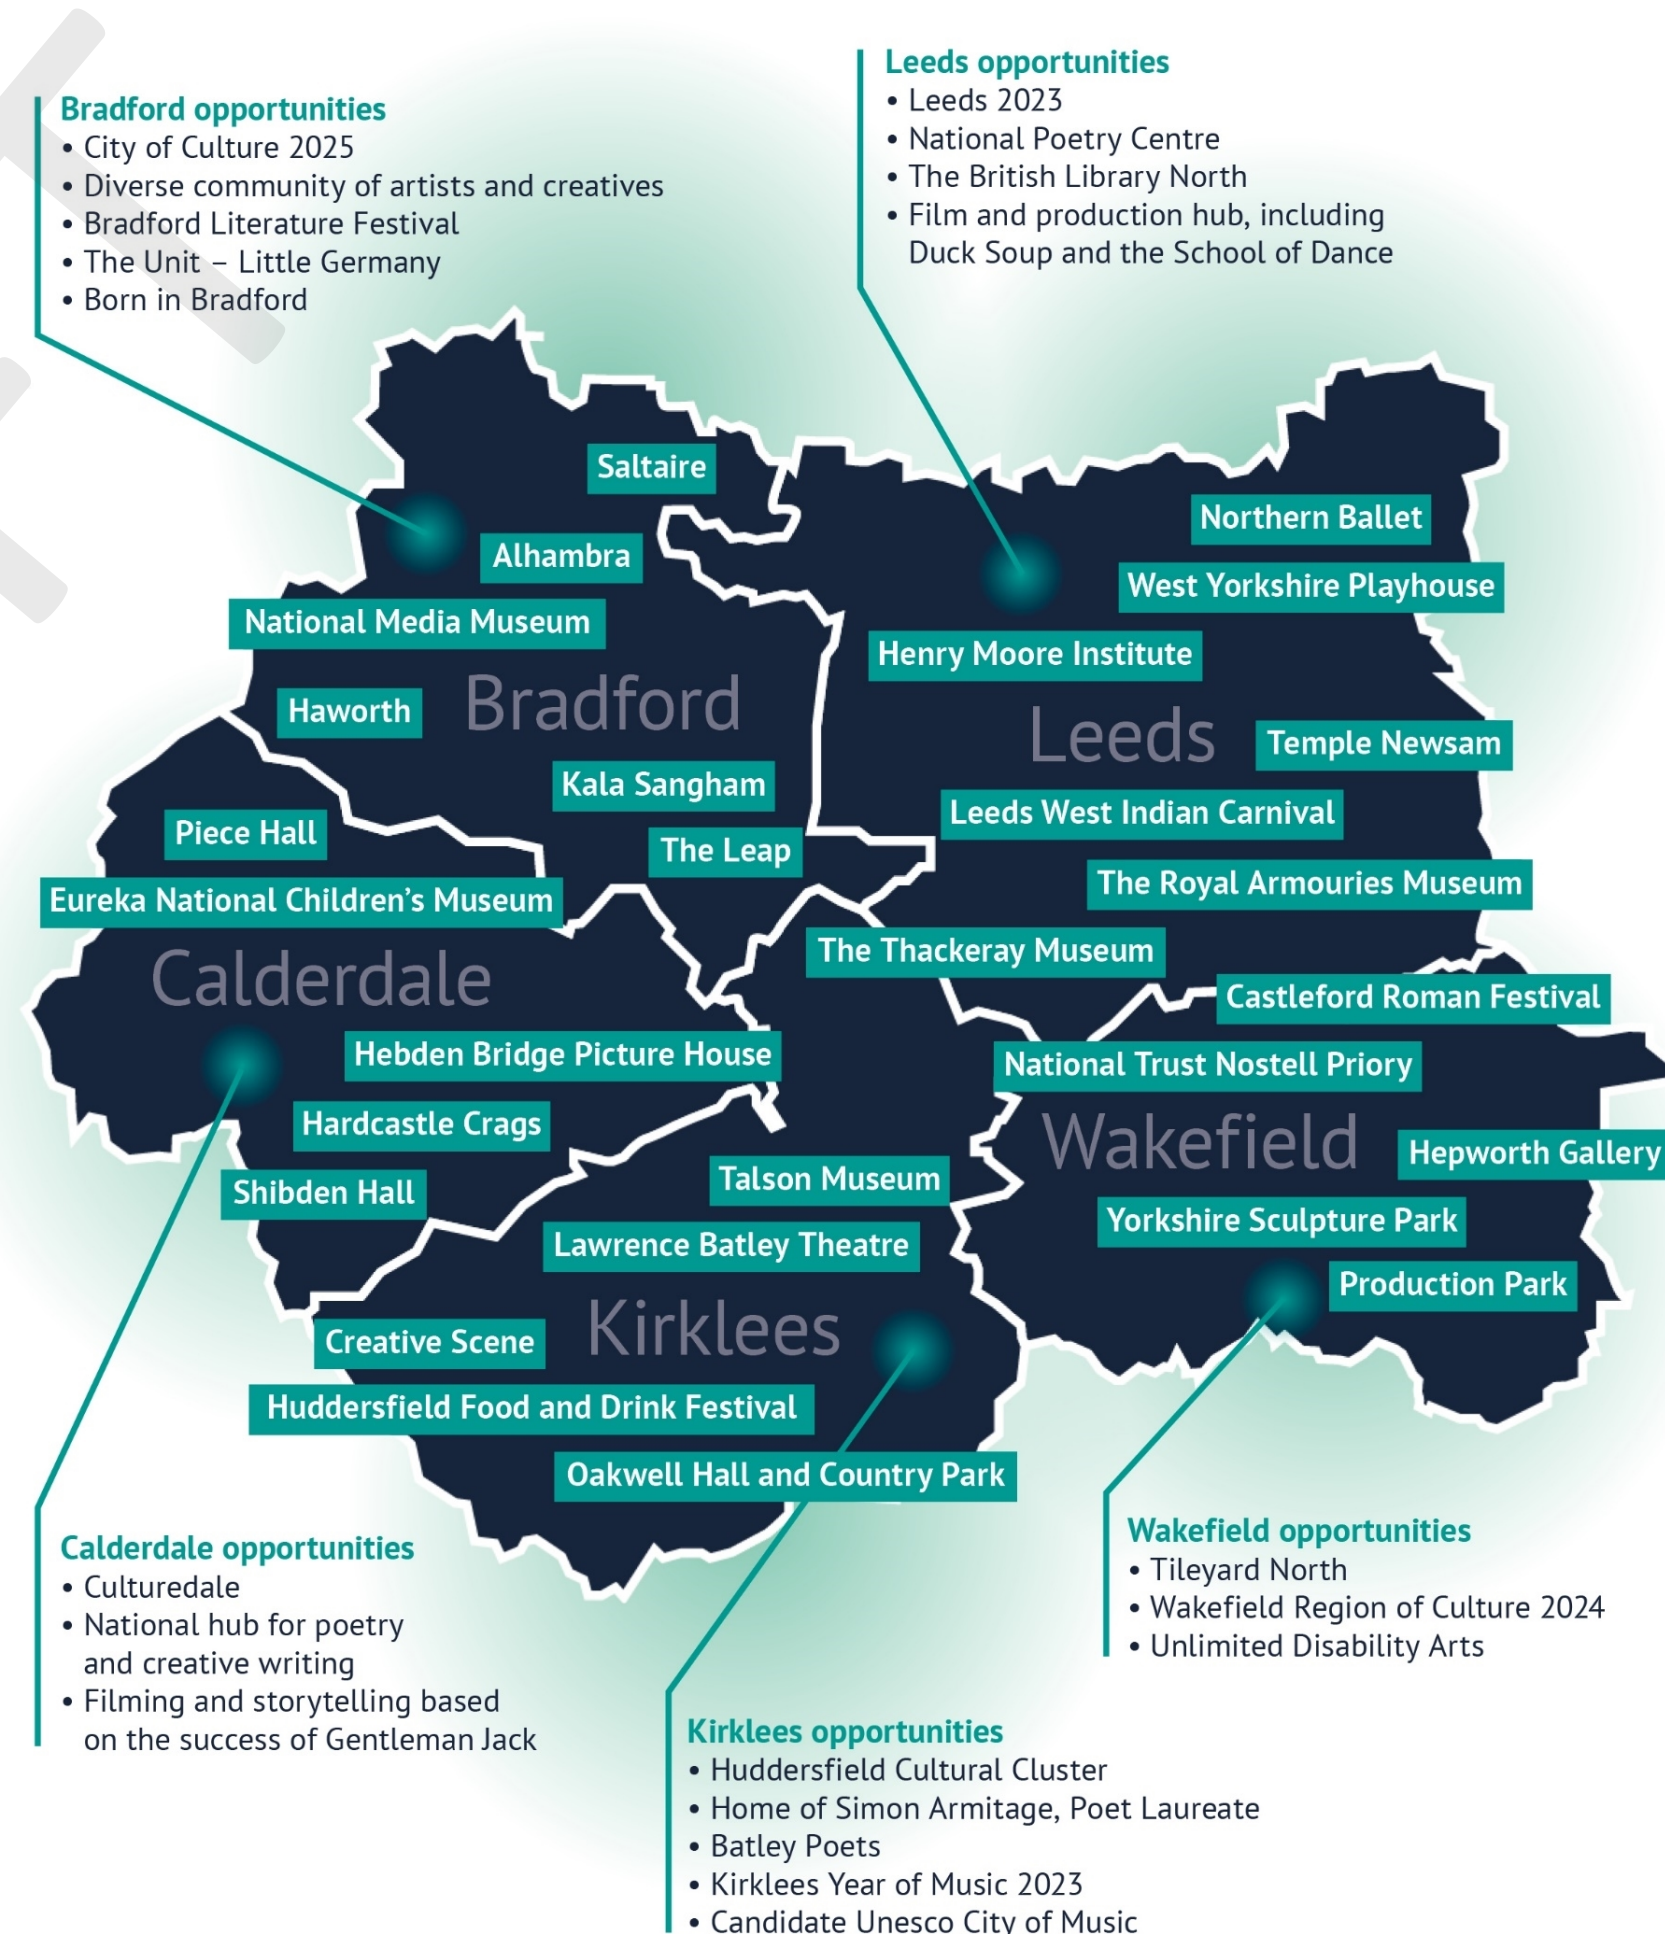 Leeds opportunities
• Leeds 2023
• National Poetry Centre
• The British Library North
• Film and production hub, including
Duck Soup and the School of Dance
Bradford opportunities
• City of Culture 2025
• Diverse community of artists and creatives
• Bradford Literature Festival
• The Unit – Little Germany
• Born in Bradford
Saltaire
Alhambra
National Media Museum
Bradford
Haworth
Kala Sangham
The Leap
Northern Ballet
West Yorkshire Playhouse
Henry Moore Institute
Leeds
Temple Newsam
Leeds West Indian Carnival
The Royal Armouries Museum
The Thackeray Museum
Piece Hall
Eureka National Children’s Museum
Calderdale
Hebden Bridge Picture House
Hardcastle Crags
Shibden Hall
Castleford Roman Festival
National Trust Nostell Priory
Wakefield
Hepworth Gallery
Yorkshire Sculpture Park
Production Park
Talson Museum
Lawrence Batley Theatre
Kirklees
Creative Scene
Huddersfield Food and Drink Festival
Oakwell Hall and Country Park
Calderdale opportunities
• Culturedale
• National hub for poetry
and creative writing
• Filming and storytelling based
on the success of Gentleman Jack
Wakefield opportunities
• Tileyard North
• Wakefield Region of Culture 2024
• Unlimited Disability Arts
Kirklees opportunities
• Huddersfield Cultural Cluster
• Home of Simon Armitage, Poet Laureate
• Batley Poets
• Kirklees Year of Music 2023
• Candidate Unesco City of Music